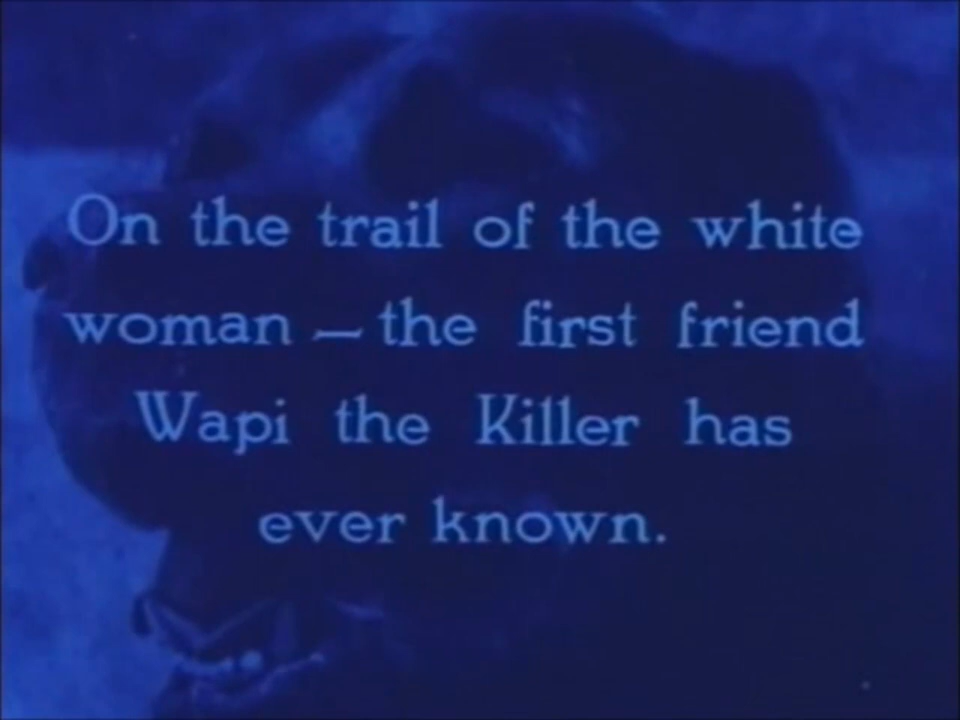 On the trail of the white
woman — the first friend
Wapi the Killer has
ever known.